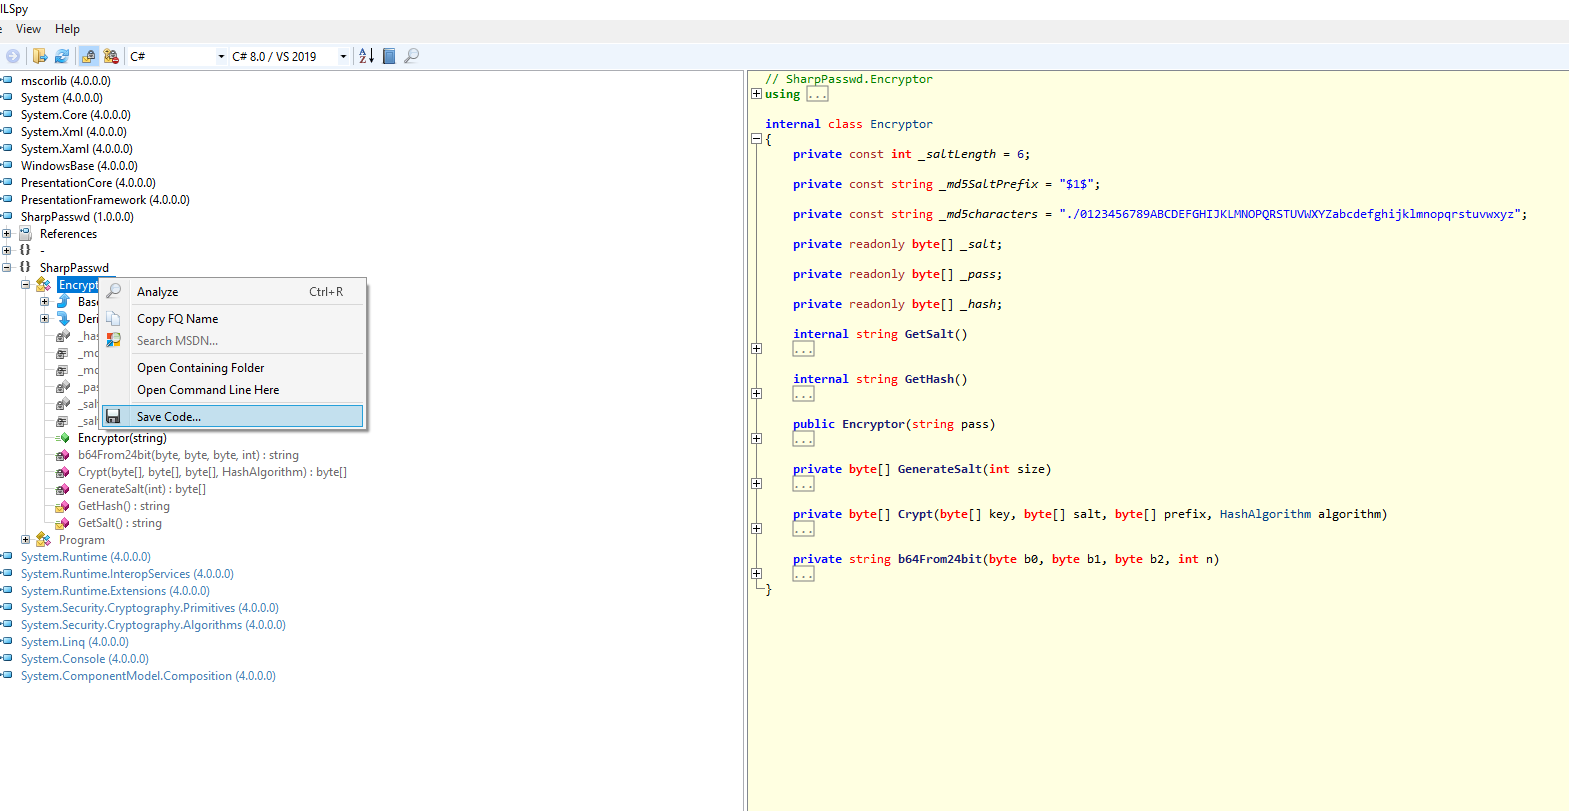 ILSpy
View Help
C# C# 8.0 / VS 2019
mscorlib (4.0.0.0)
System (4.0.0.0)
System.Core (4.0.0.0)
System.Xml (4.0.0.0)
System.Xaml (4.0.0.0)
WindowsBase (4.0.0.0)
PresentationCore (4.0.0.0)
PresentationFramework (4.0.0.0)
SharpPasswd (1.0.0.0)
References
{} -
{} SharpPasswd
Encrypt
Base
Deri
_has
_mc
_mc
_pas
_salt
_salt
Encryptor(string)
b64From24bit(byte, byte, byte, int) : string
Crypt(byte[], byte[], byte[], HashAlgorithm) : byte[]
GenerateSalt(int) : byte[]
GetHash() : string
GetSalt() : string
Program
System.Runtime (4.0.0.0)
System.Runtime.InteropServices (4.0.0.0)
System.Runtime.Extensions (4.0.0.0)
System.Security.Cryptography.Primitives (4.0.0.0)
System.Security.Cryptography.Algorithms (4.0.0.0)
System.Linq (4.0.0.0)
System.Console (4.0.0.0)
System.ComponentModel.Composition (4.0.0.0)
Analyze Ctrl+R
Copy FQ Name
Search MSDN...
Open Containing Folder
Open Command Line Here
Save Code...
// SharpPasswd.Encryptor
using ...
internal class Encryptor
{
private const int _saltLength = 6;
private const string _md5SaltPrefix = "$1$";
private const string _md5characters = "./0123456789ABCDEFGHIJKLMNOPQRSTUVWXYZabcdefghijklmnopqrstuvwxyz";
private readonly byte[] _salt;
private readonly byte[] _pass;
private readonly byte[] _hash;
internal string GetSalt()
...
internal string GetHash()
...
public Encryptor(string pass)
...
private byte[] GenerateSalt(int size)
...
private byte[] Crypt(byte[] key, byte[] salt, byte[] prefix, HashAlgorithm algorithm)
...
private string b64From24bit(byte b0, byte b1, byte b2, int n)
...
}